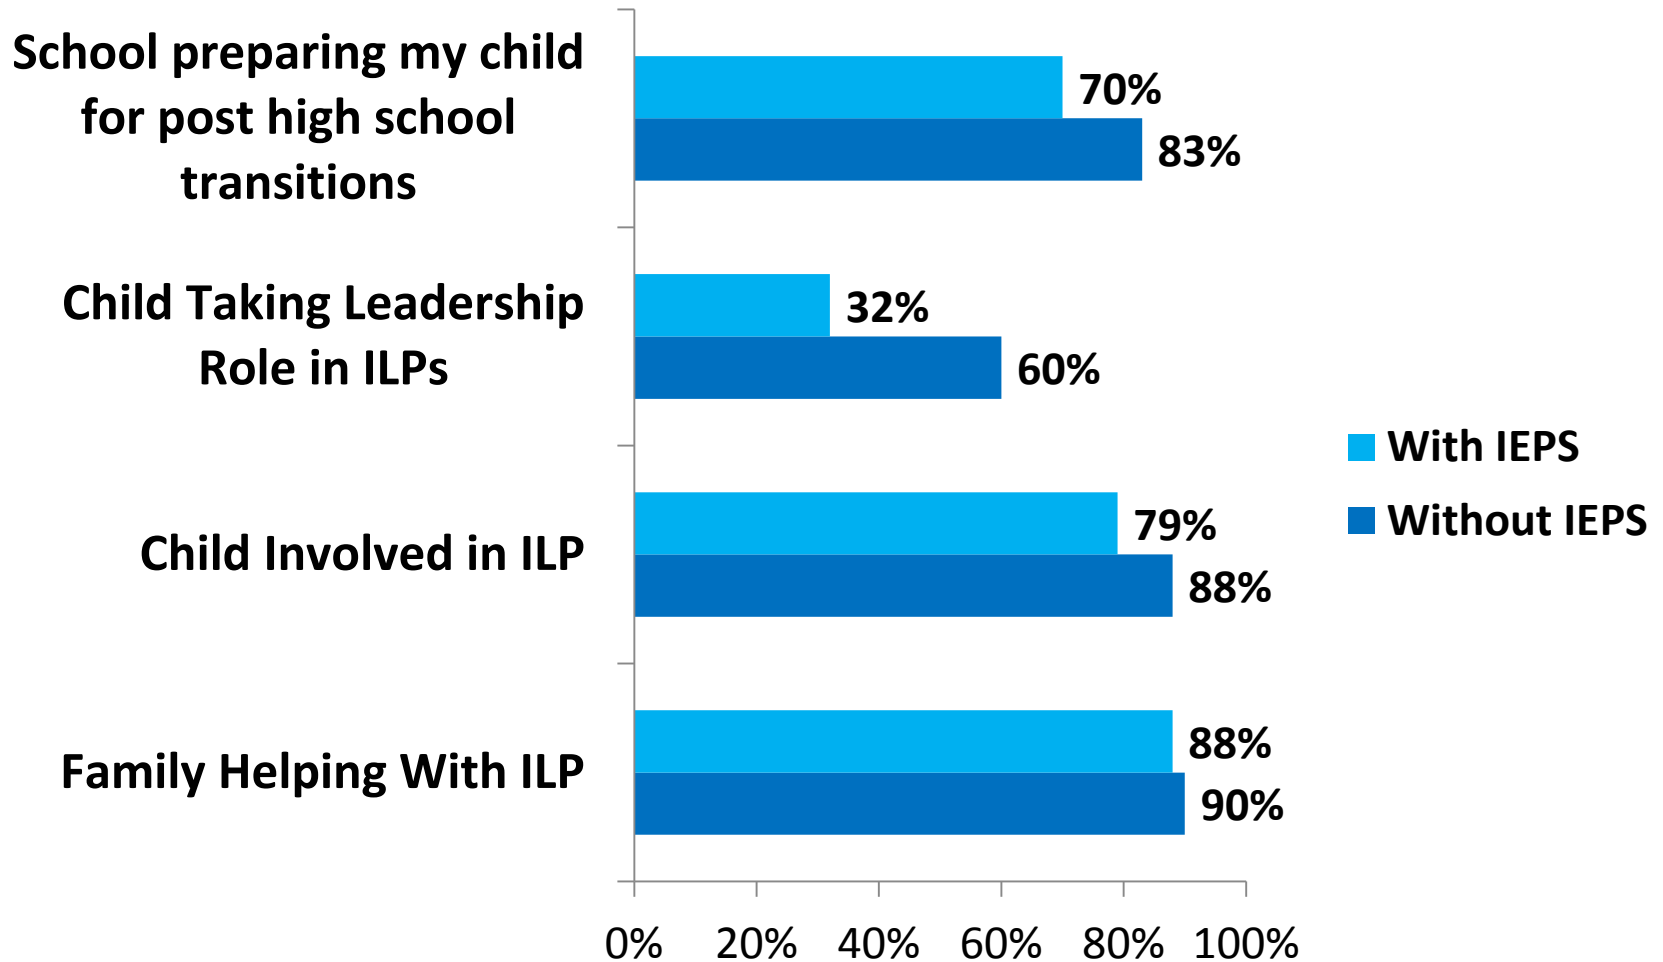 School preparing my child
for post high school
transitions
70%
83%
Child Taking Leadership
Role in ILPs
32%
60%
Child Involved in ILP
79%
88%
Family Helping With ILP
88%
90%
With IEPS
Without IEPS
0% 20% 40% 60% 80% 100%